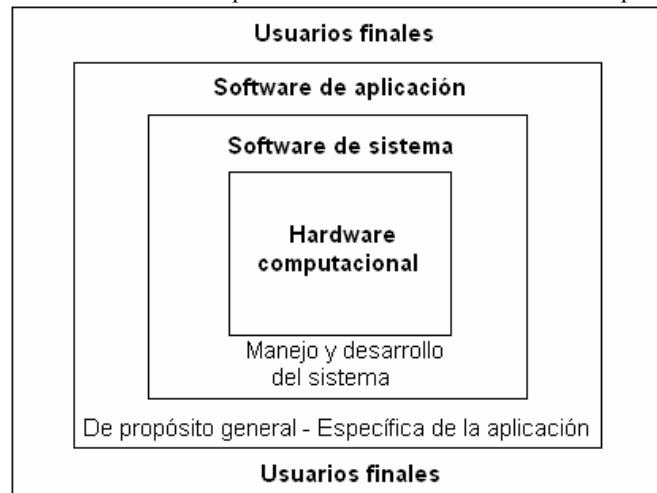 Usuarios finales
Software de aplicación
Software de sistema
Hardware
computacional
Manejo y desarrollo
del sistema
De propósito general - Específica de la aplicación
Usuarios finales